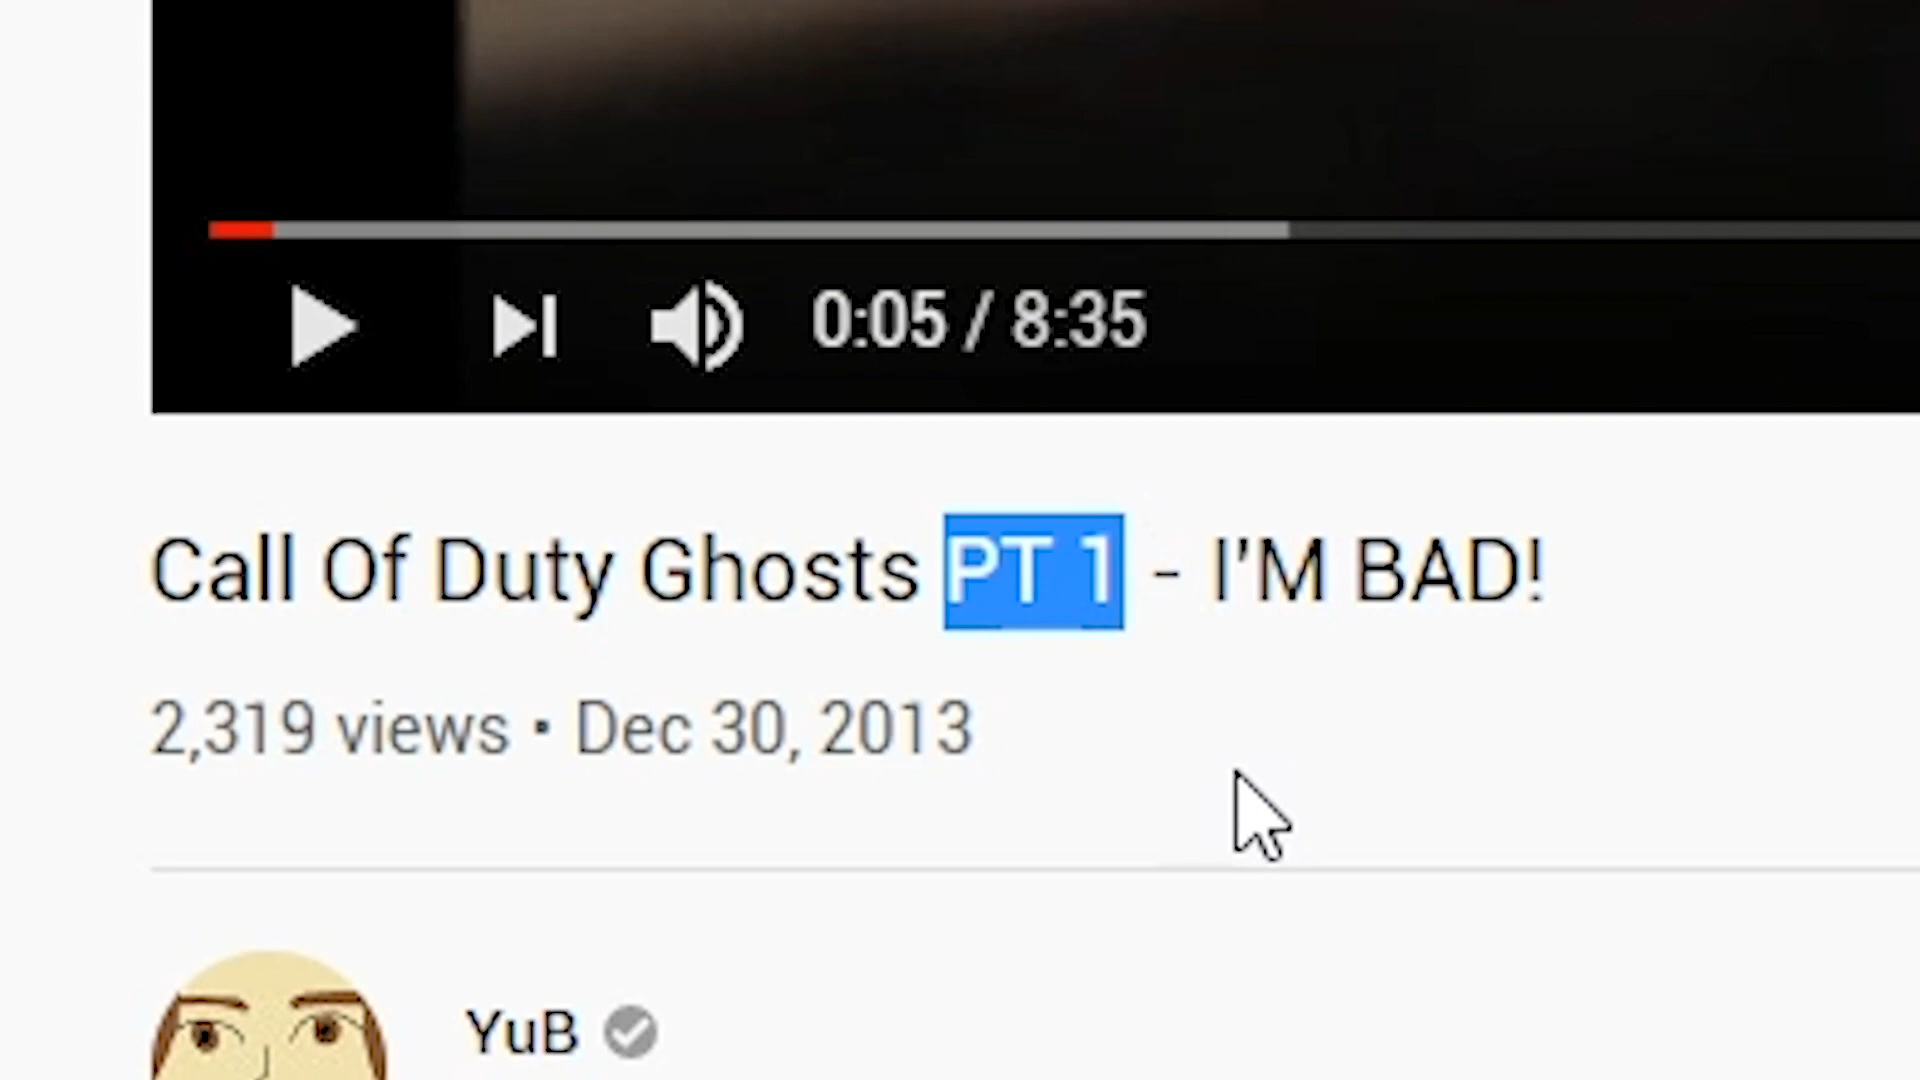 0:05 / 8:35
Call Of Duty Ghosts PT 1 - I'M BAD!
2,319 views • Dec 30, 2013
YuB